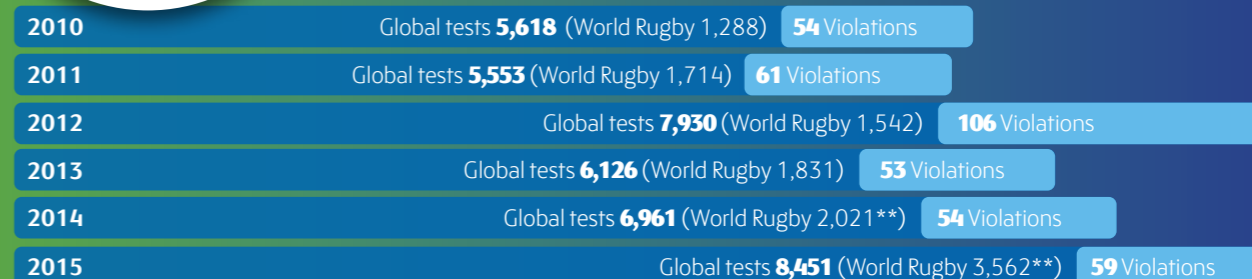 2010 Global tests 5,618 (World Rugby 1,288) 54 Violations
2011 Global tests 5,553 (World Rugby 1,714) 61 Violations
2012 Global tests 7,930 (World Rugby 1,542) 106 Violations
2013 Global tests 6,126 (World Rugby 1,831) 53 Violations
2014 Global tests 6,961 (World Rugby 2,021**) 54 Violations
2015 Global tests 8,451 (World Rugby 3,562**) 59 Violations